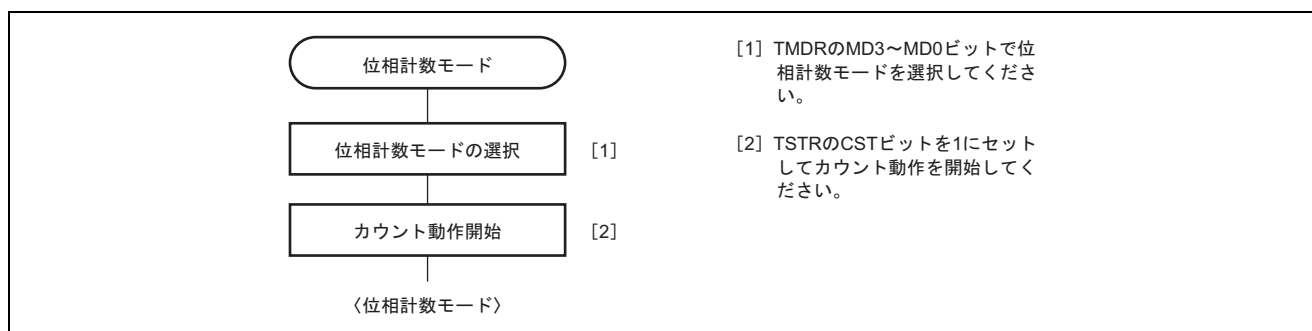 位相計数モード
位相計数モードの選択 [1]
カウント動作開始 [2]
〈位相計数モード〉
[1] TMDRのMD3~MD0ビットで位
相計数モードを選択してくださ
い。
[2] TSTRのCSTビットを1にセット
してカウント動作を開始してく
ださい。